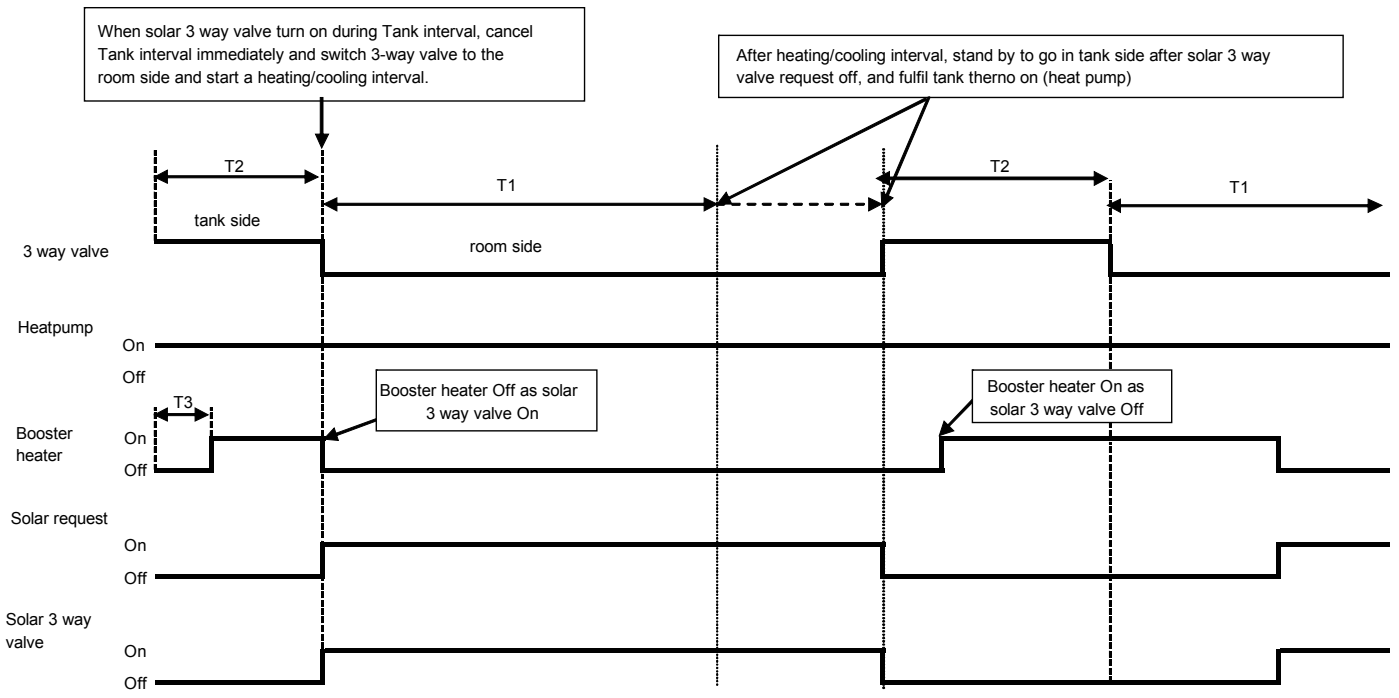 When solar 3 way valve turn on during Tank interval, cancel
Tank interval immediately and switch 3-way valve to the
room side and start a heating/cooling interval.
After heating/cooling interval, stand by to go in tank side after solar 3 way
valve request off, and fulfil tank therno on (heat pump)
T2
T1
T2
T1
tank side
room side
3 way valve
Heatpump
On
Off
T3
Booster heater Off as solar
3 way valve On
Booster heater On as
solar 3 way valve Off
Booster
heater
On
Off
Solar request
On
Off
Solar 3 way
valve
On
Off